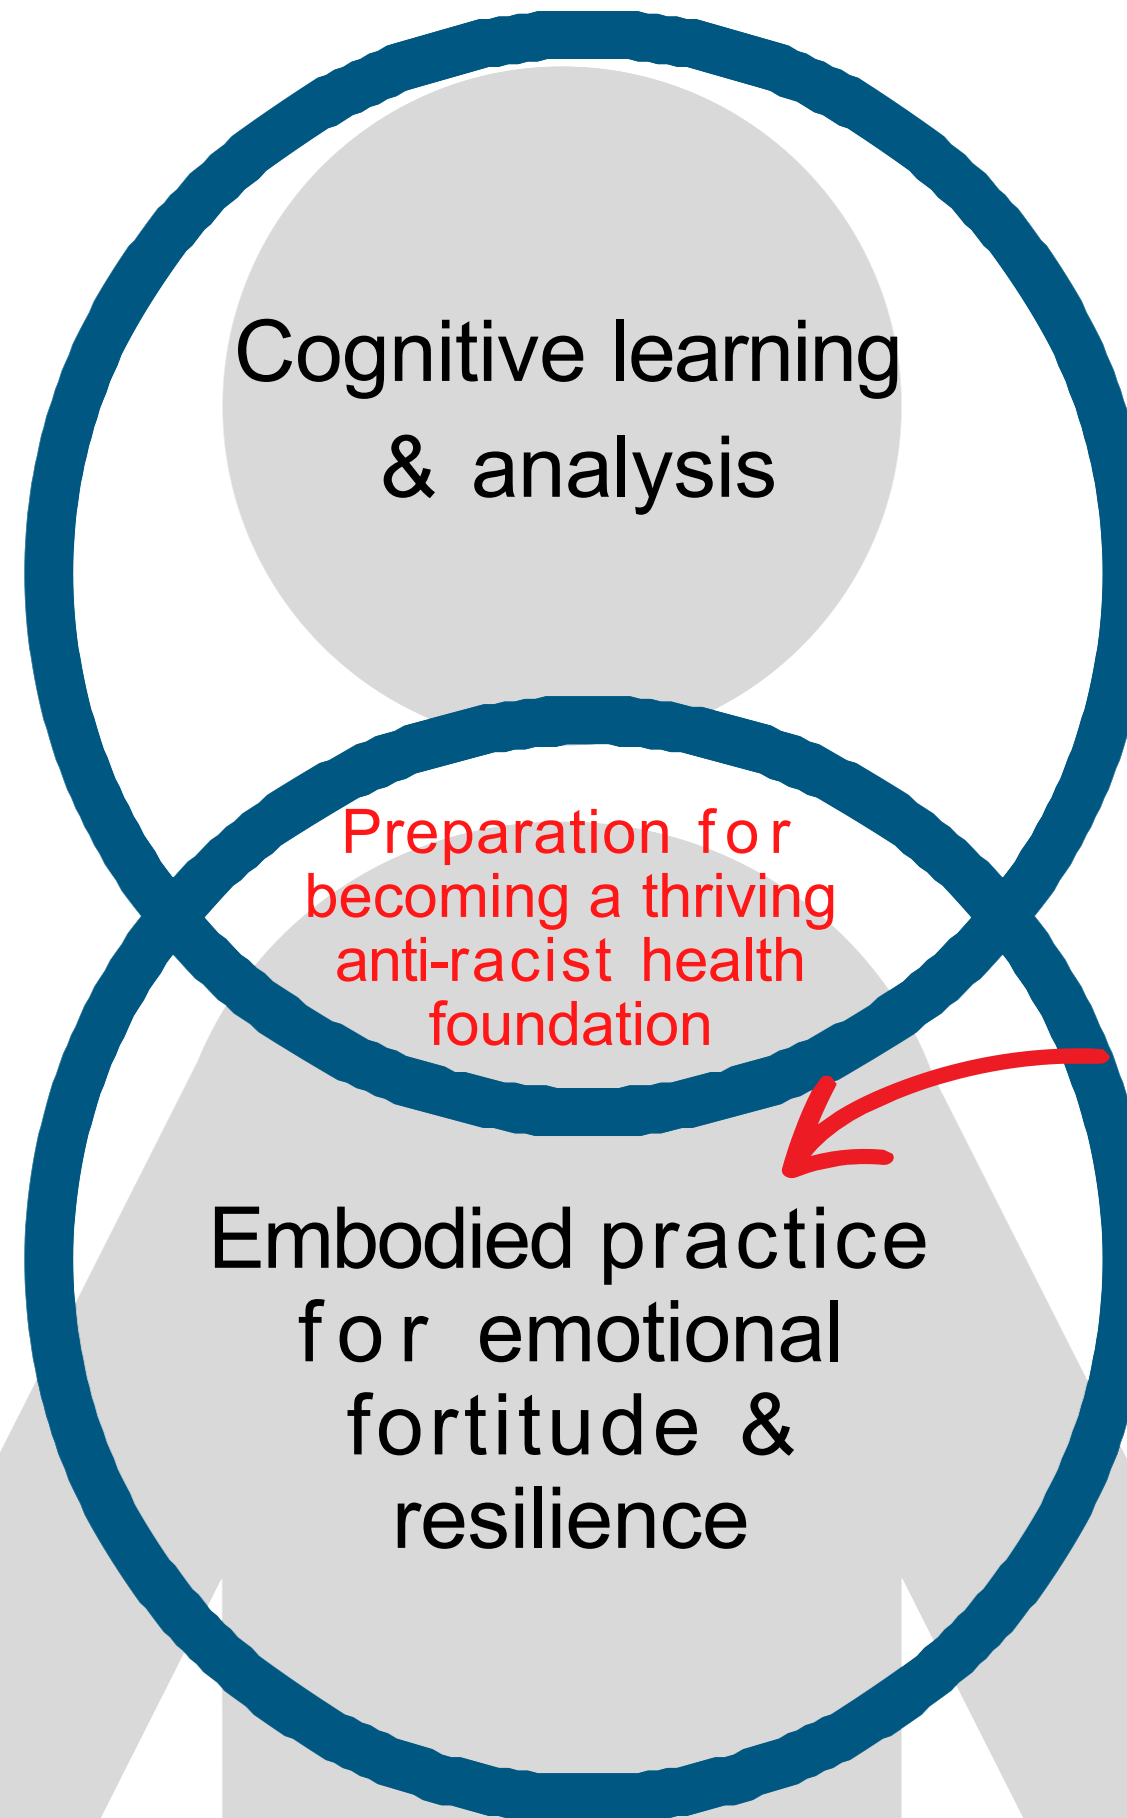 Cognitive learning
& analysis
Preparation for
becoming a thriving
anti-racist health
foundation
Embodied practice
for emotional
fortitude &
resilience